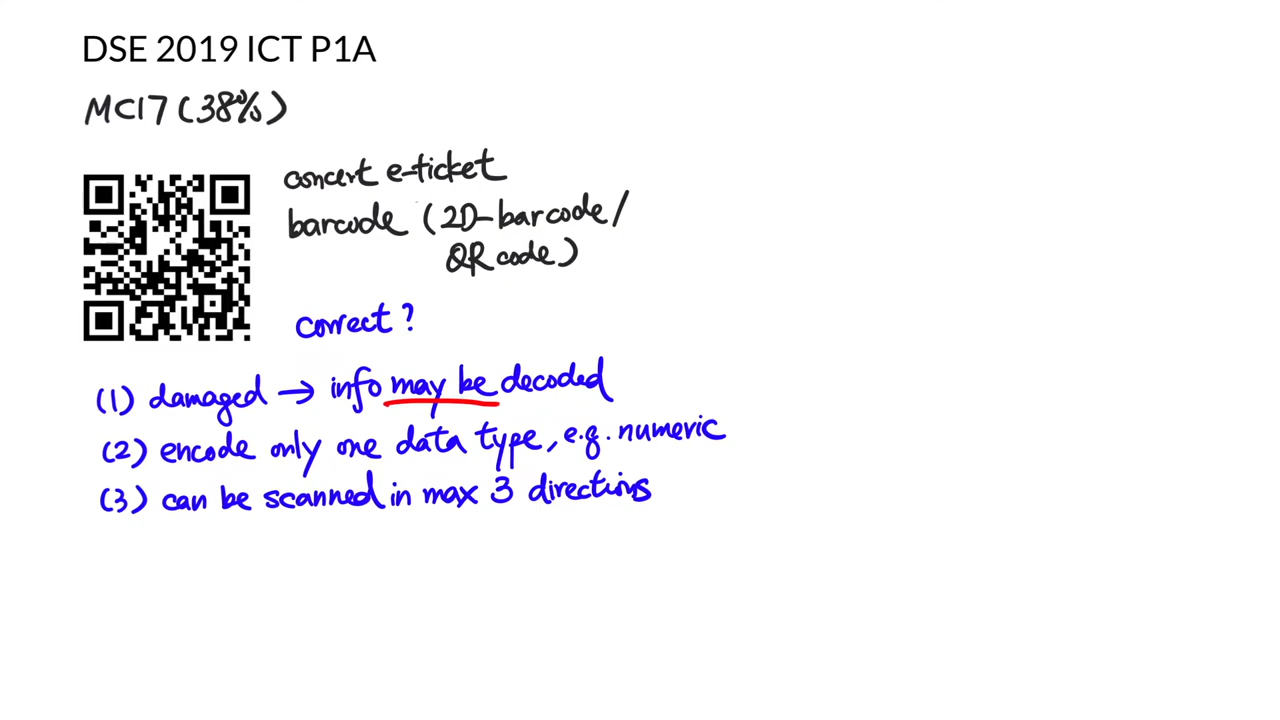 DSE 2019 ICT P1A
MC17 (38%)
concert e-ticket
barcode (2D-barcode/
QR code)
correct?
(1) damaged → info may be decoded
(2) encode only one data type, e.g. numeric
(3) can be scanned in max 3 directions